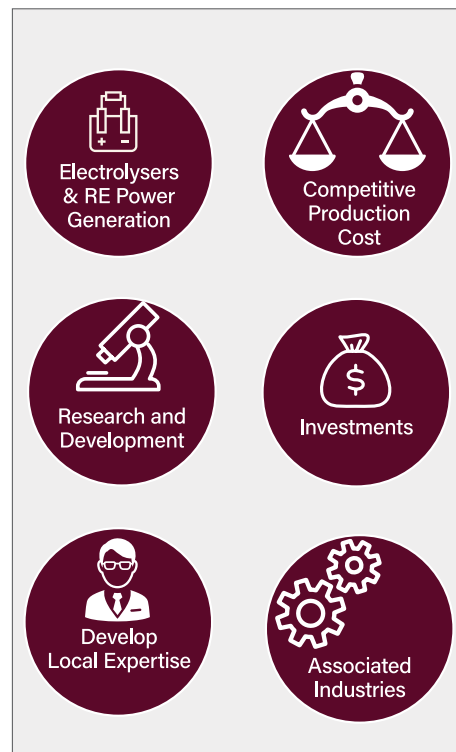 Electrolysers
& RE Power
Generation
Competitive
Production
Cost
Research and
Development
$
Investments
Develop
Local Expertise
Associated
Industries